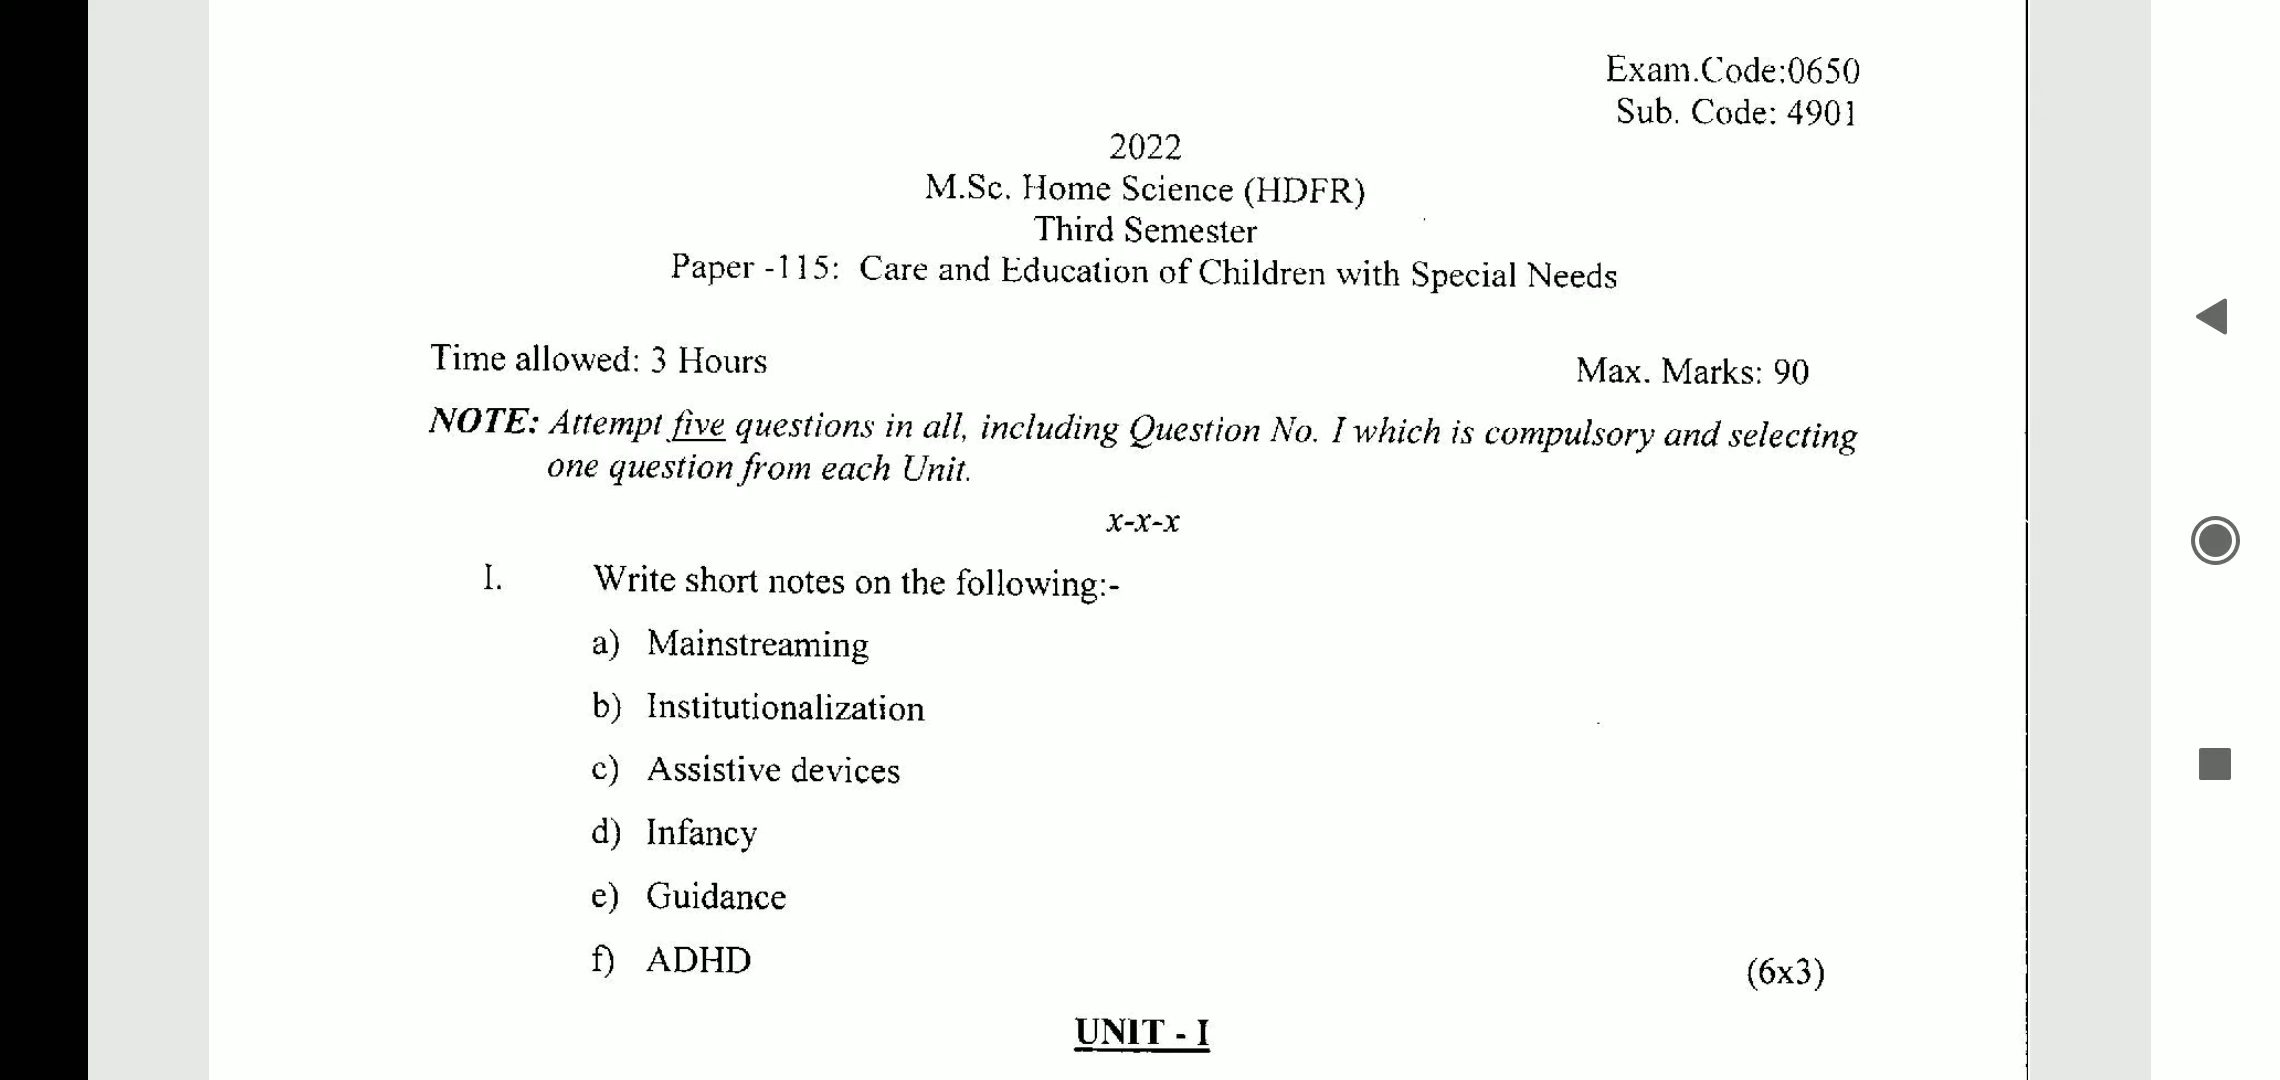 Exam.Code:0650
Sub. Code: 4901
2022
M.Sc. Home Science (HDFR)
Third Semester
Paper -115: Care and Education of Children with Special Needs
Time allowed: 3 Hours
Max. Marks: 90
NOTE: Attempt five questions in all, including Question No. I which is compulsory and selecting
one question from each Unit.
x-x-x
I. Write short notes on the following:-
a) Mainstreaming
b) Institutionalization
c) Assistive devices
d) Infancy
e) Guidance
f) ADHD
(6x3)
UNIT - I